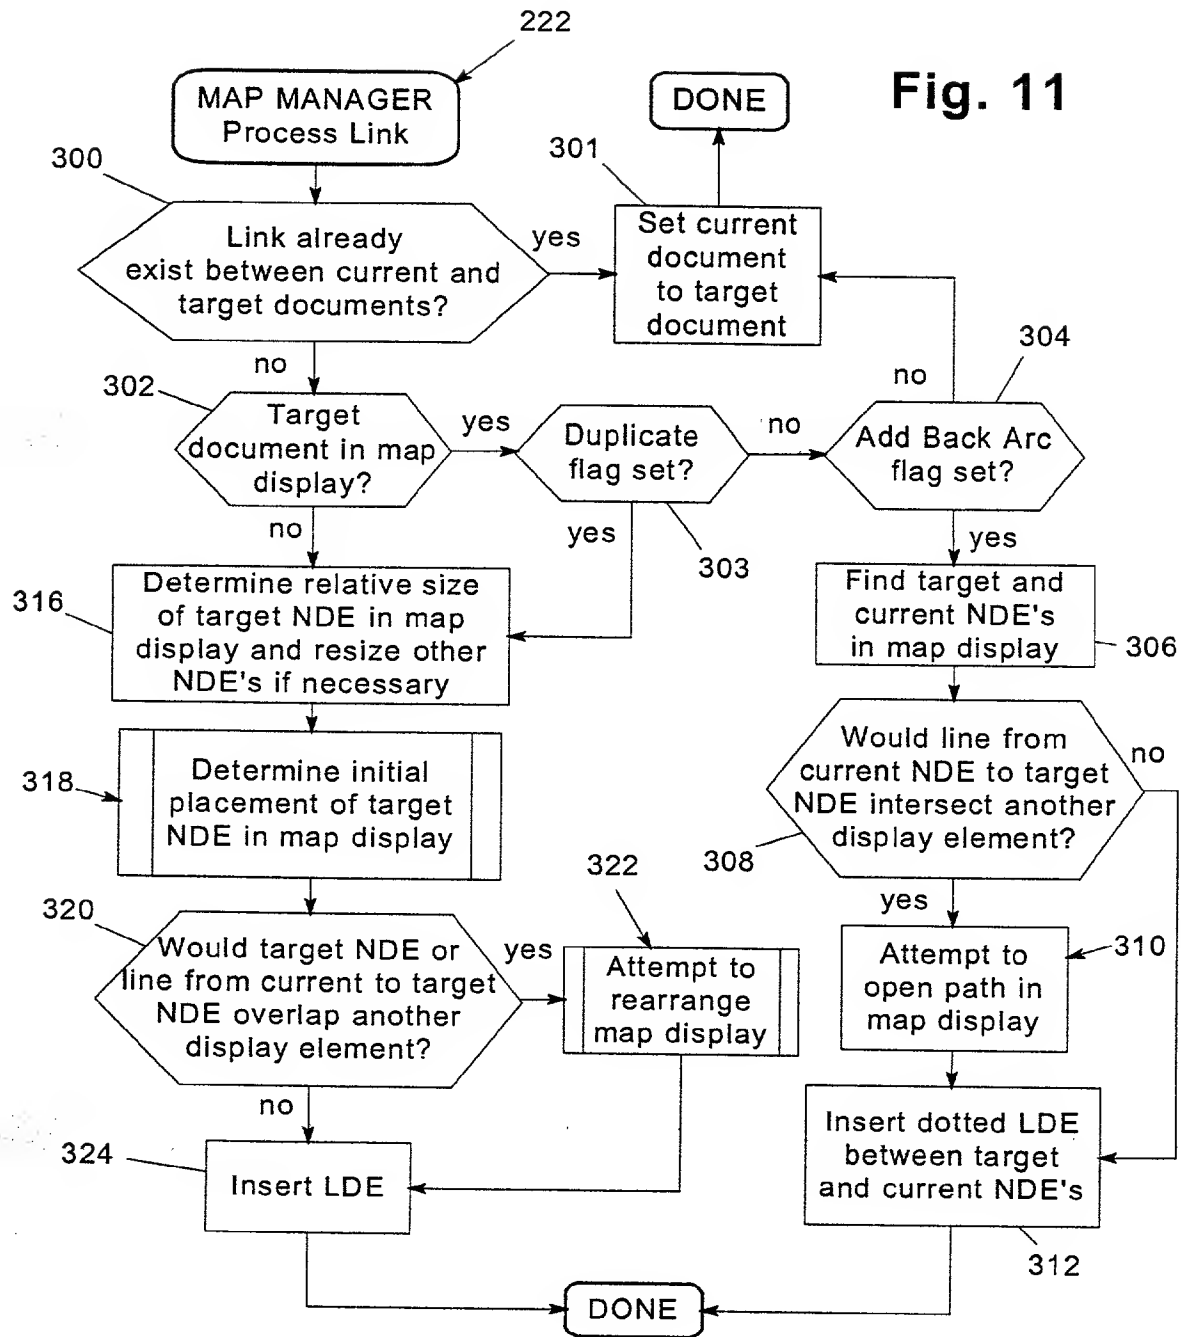 222
MAP MANAGER
Process Link
DONE
Fig. 11
300
301
Link already
exist between current and
target documents?
yes
Set current
document
to target
document
no
302
304
no
Target
document in map
display?
yes
Duplicate
flag set?
no
Add Back Arc
flag set?
no
yes
303
yes
316
Determine relative size
of target NDE in map
display and resize other
NDE's if necessary
Find target and
current NDE's
in map display
306
318
Determine initial
placement of target
NDE in map display
Would line from
current NDE to target
NDE intersect another
display element?
no
308
320
322
yes
Would target NDE or
line from current to target
NDE overlap another
display element?
yes
Attempt to
rearrange
map display
Attempt to
open path in
map display
310
no
324
Insert LDE
Insert dotted LDE
between target
and current NDE's
312
DONE